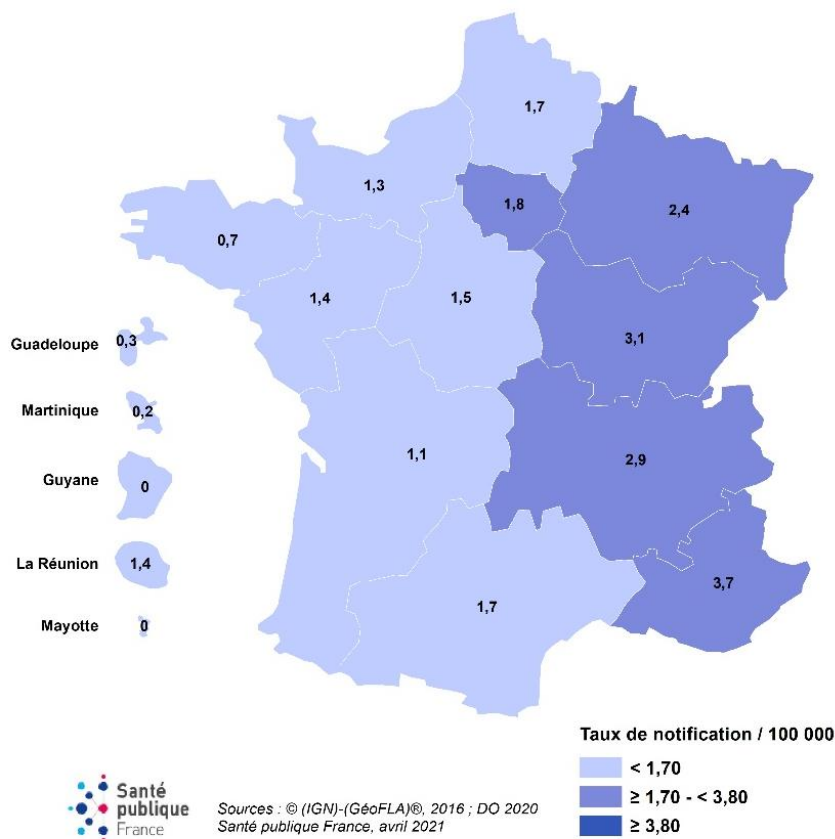 1,7
1,3
1,8
2,4
0,7
1,4
1,5
3,1
Guadeloupe 0,3
Martinique 0,2
1,1
2,9
Guyane 0
La Réunion 1,4
3,7
1,7
Mayotte 0
Taux de notification / 100 000
< 1,70
≥ 1,70 - < 3,80
≥ 3,80
Santé
publique
France
Sources : © (IGN)-(GéoFLA)®, 2016 ; DO 2020
Santé publique France, avril 2021